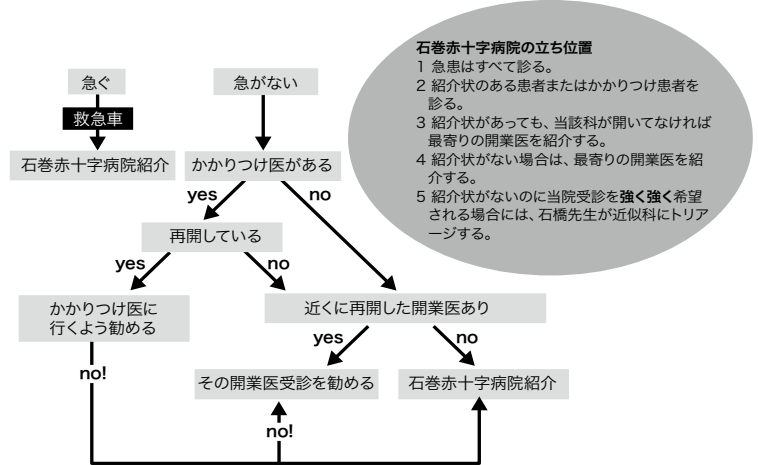 石巻赤十字病院の立ち位置
1 急患はすべて診る。
2 紹介状のある患者またはかかりつけ患者を
診る。
3 紹介状があっても、当該科が開いてなければ
最寄りの開業医を紹介する。
4 紹介状がない場合は、最寄りの開業医を紹
介する。
5 紹介状がないのに当院受診を強く強く希望
される場合には、石橋先生が近似科にトリア
ージする。
急ぐ
急がない
救急車
石巻赤十字病院紹介
かかりつけ医がある
yes
no
再開している
yes
no
かかりつけ医に
行くよう勧める
近くに再開した開業医あり
yes
no
no!
その開業医受診を勧める
石巻赤十字病院紹介
no!